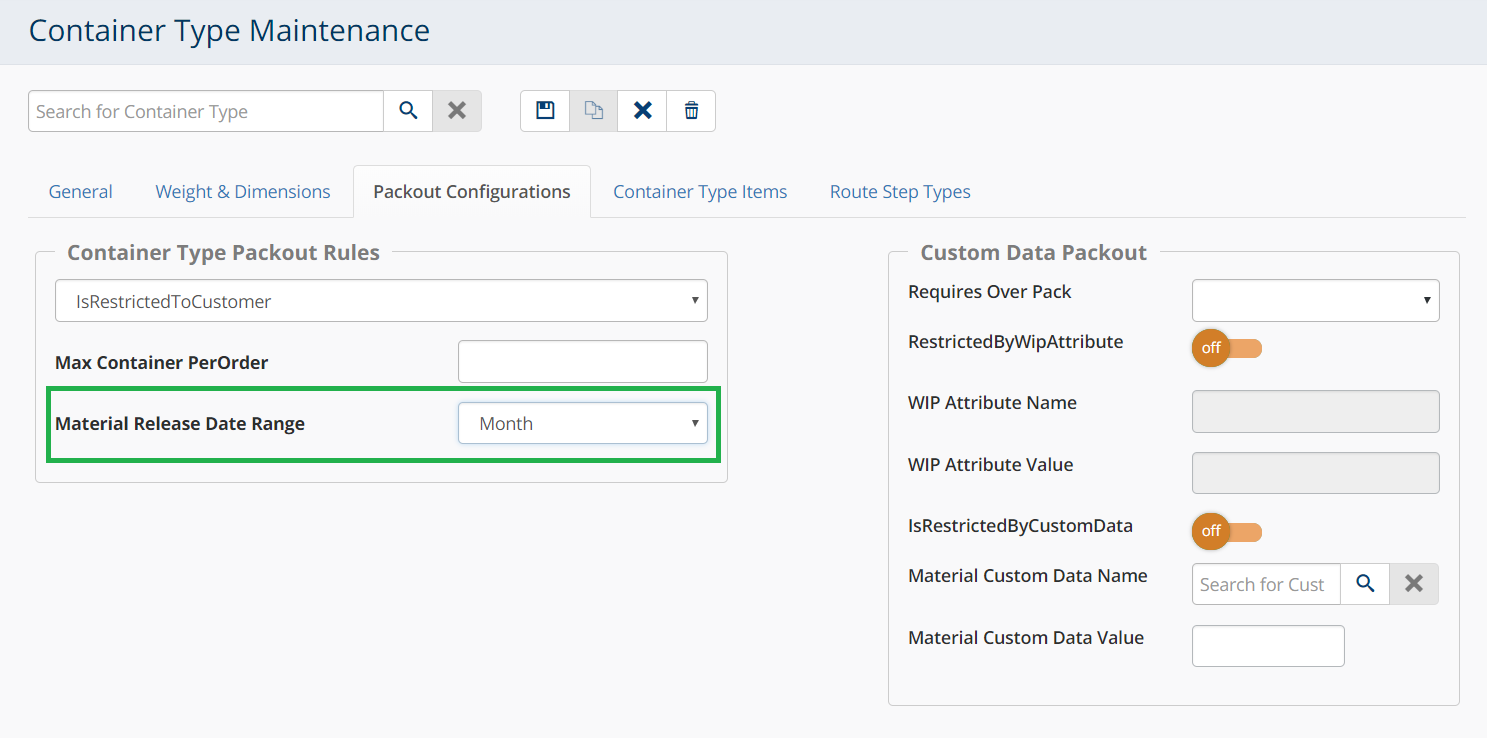 Container Type Maintenance
Search for Container Type
General Weight & Dimensions Packout Configurations Container Type Items Route Step Types
Container Type Packout Rules
IsRestrictedToCustomer
Max Container PerOrder
Material Release Date Range Month
Custom Data Packout
Requires Over Pack
RestrictedByWipAttribute off
WIP Attribute Name
WIP Attribute Value
IsRestrictedByCustomData off
Material Custom Data Name Search for Cust
Material Custom Data Value